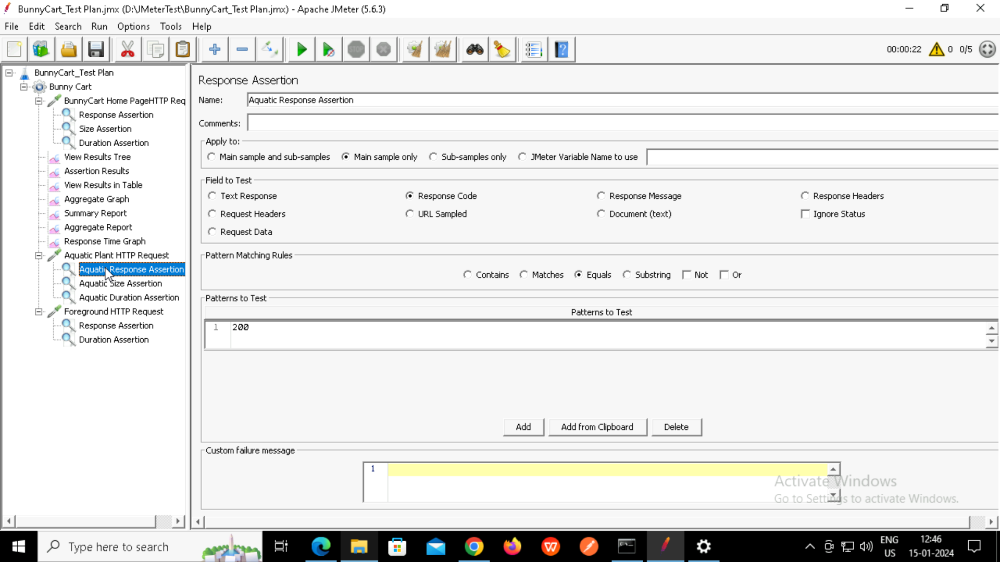 BunnyCart_Test Plan.jmx (D:\JMeterTest\BunnyCart_Test Plan.jmx) - Apache JMeter (5.6.3)
File Edit Search Run Options Tools Help
STOP 00:00:22 0 0/5
BunnyCart_Test Plan
Bunny Cart
BunnyCart Home PageHTTP Req
Response Assertion
Size Assertion
Duration Assertion
View Results Tree
Assertion Results
View Results in Table
Aggregate Graph
Summary Report
Aggregate Report
Response Time Graph
Aquatic Plant HTTP Request
Aquatic Response Assertion
Aquatic Size Assertion
Aquatic Duration Assertion
Foreground HTTP Request
Response Assertion
Duration Assertion
Response Assertion
Name: Aquatic Response Assertion
Comments:
Apply to:
Main sample and sub-samples Main sample only Sub-samples only JMeter Variable Name to use
Field to Test
Text Response Response Code Response Message Response Headers
Request Headers URL Sampled Document (text) Ignore Status
Request Data
Pattern Matching Rules
Contains Matches Equals Substring Not Or
Patterns to Test
Patterns to Test
1 200
Add Add from Clipboard Delete
Custom failure message
1
Activate Windows
Go to Settings to activate Windows.
Type here to search
ENG
US
12:46
15-01-2024